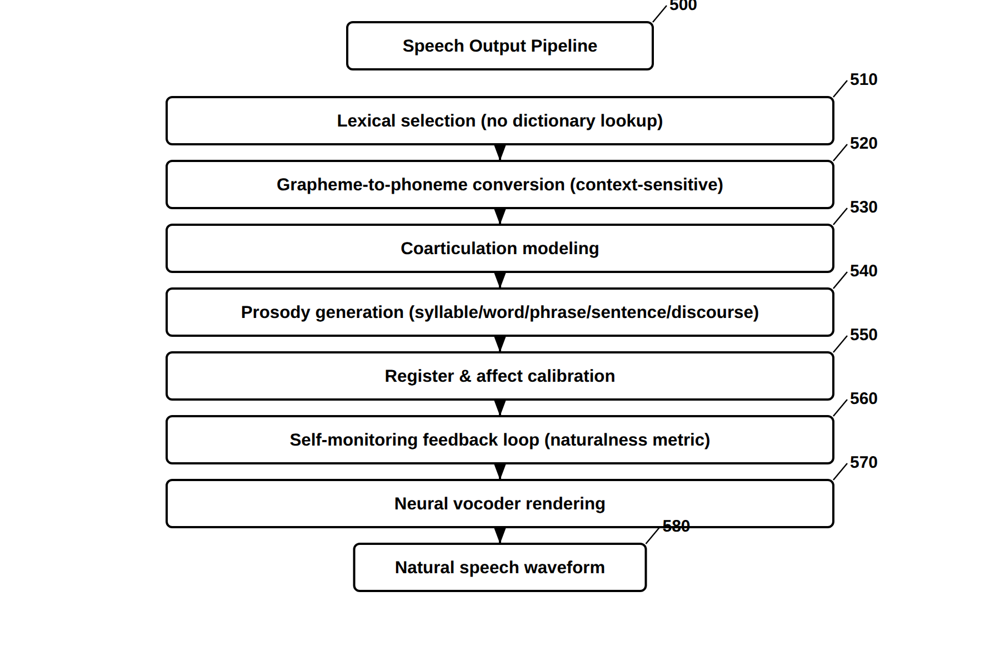 500
Speech Output Pipeline
510
Lexical selection (no dictionary lookup)
520
Grapheme-to-phoneme conversion (context-sensitive)
530
Coarticulation modeling
540
Prosody generation (syllable/word/phrase/sentence/discourse)
550
Register & affect calibration
560
Self-monitoring feedback loop (naturalness metric)
570
Neural vocoder rendering
580
Natural speech waveform